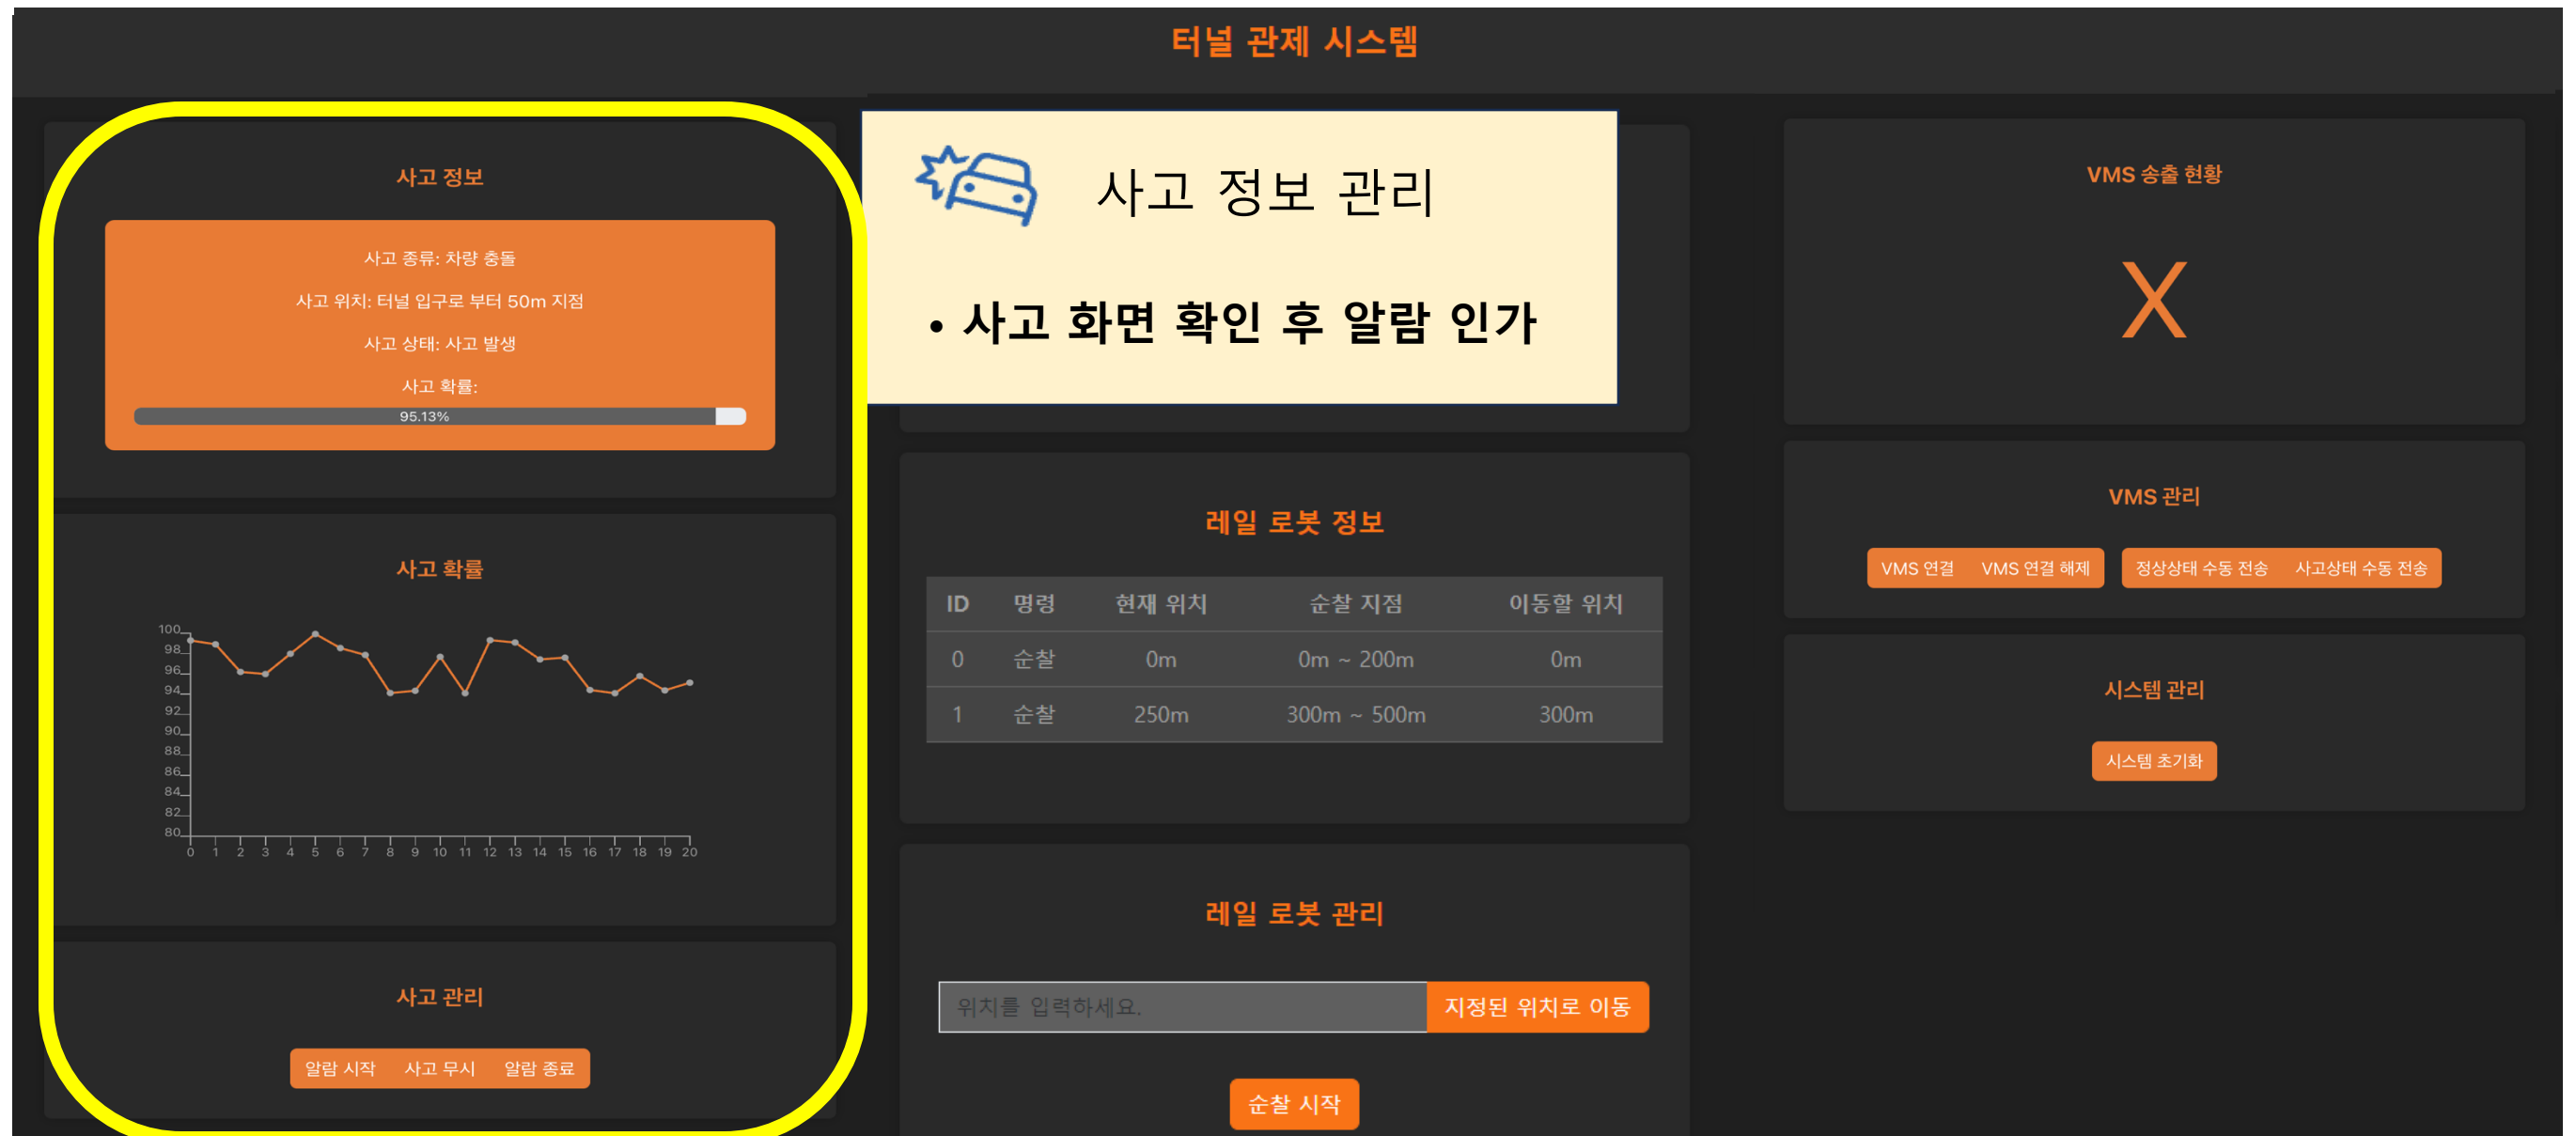 터널 관제 시스템
사고 정보
사고 종류: 차량 충돌
사고 위치: 터널 입구로 부터 50m 지점
사고 상태: 사고 발생
사고 확률:
95.13%
사고 확률
100
98
96
94
92
90
88
86
84
82
80
0 1 2 3 4 5 6 7 8 9 10 11 12 13 14 15 16 17 18 19 20
사고 관리
알람 시작 사고 무시 알람 종료
사고 정보 관리
• 사고 화면 확인 후 알람 인가
레일 로봇 정보
ID 명령 현재 위치 순찰 지점 이동할 위치
0 순찰 0m 0m ~ 200m 0m
1 순찰 250m 300m ~ 500m 300m
레일 로봇 관리
위치를 입력하세요. 지정된 위치로 이동
순찰 시작
VMS 송출 현황
X
VMS 관리
VMS 연결 VMS 연결 해제 정상상태 수동 전송 사고상태 수동 전송
시스템 관리
시스템 초기화